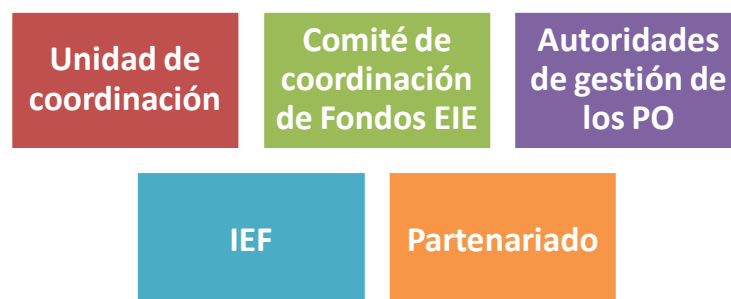 Unidad de
coordinación
Comité de
coordinación
de Fondos EIE
Autoridades
de gestión de
los PO
IEF
Partenariado